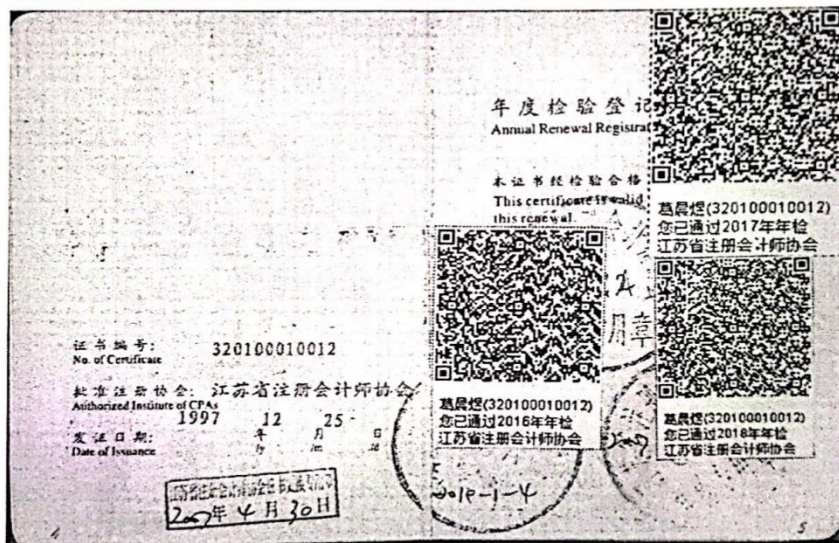 证书编号:
No. of Certificate
320100010012
批准注册协会: 江苏省注册会计师协会
Authorized Institute of CPAs
发证日期:
Date of Issuance
1997 12 25
年 月 日
/y /m /d
2007年4月30日
4
年度检验登记
Annual Renewal Registrat
本证书经检验合格
This certificate is valid
this renewal.
葛晨煜(320100010012)
您已通过2017年年检
江苏省注册会计师协会
月章
葛晨煜(320100010012)
您已通过2016年年检
江苏省注册会计师协会
葛晨煜(320100010012)
您已通过2018年年检
江苏省注册会计师协会
5